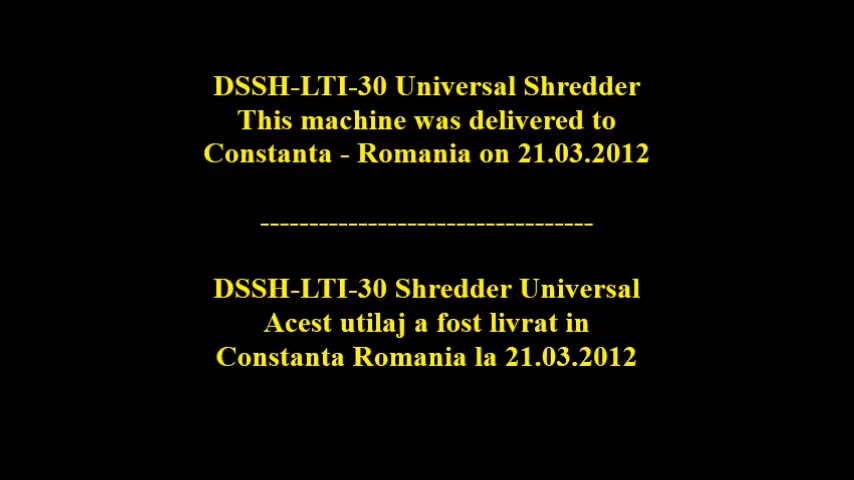 DSSH-LTI-30 Universal Shredder
This machine was delivered to
Constanta - Romania on 21.03.2012
----------------------------------
DSSH-LTI-30 Shredder Universal
Acest utilaj a fost livrat in
Constanta Romania la 21.03.2012